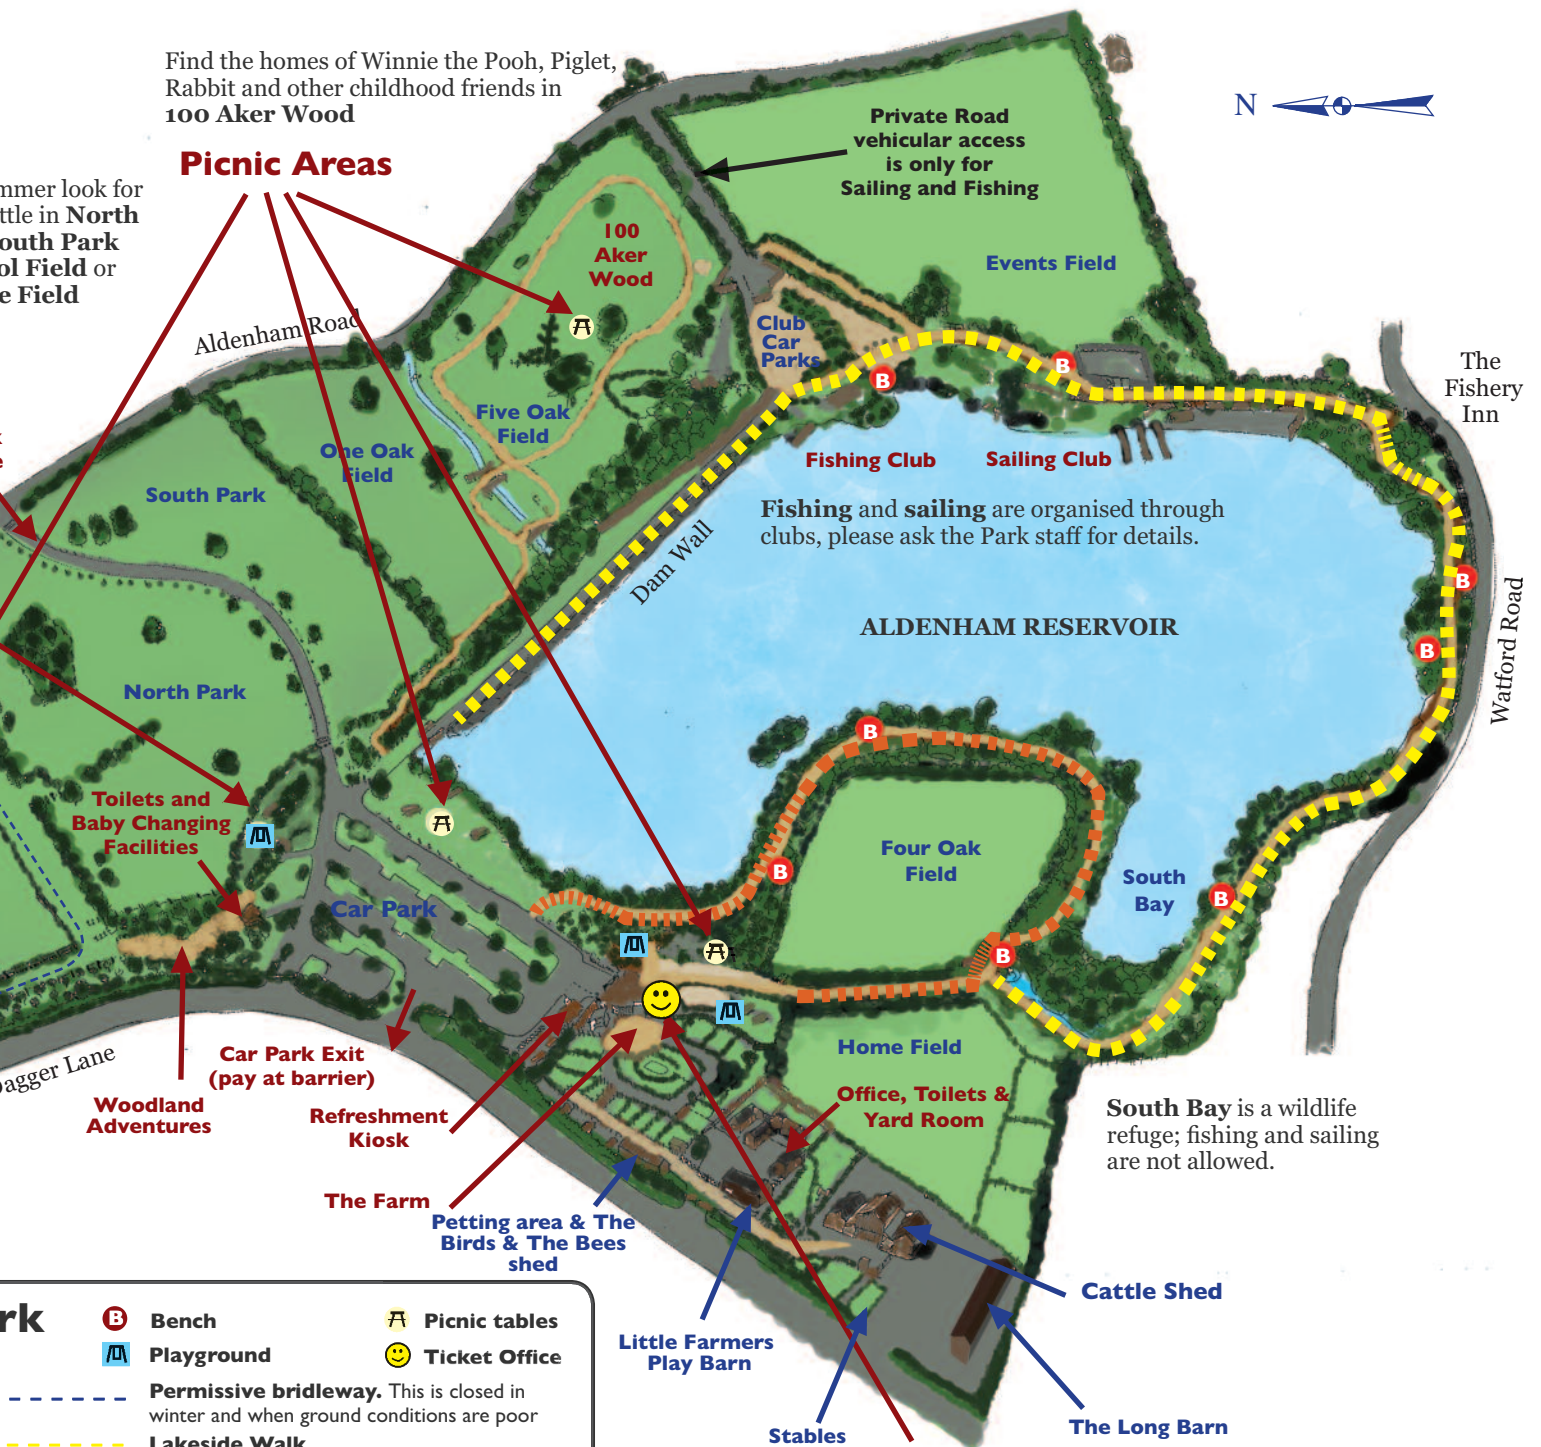 Find the homes of Winnie the Pooh, Piglet,
Rabbit and other childhood friends in
100 Aker Wood
Picnic Areas
mmer look for
ttle in North
outh Park
ol Field or
e Field
N
Private Road
vehicular access
is only for
Sailing and Fishing
100
Aker
Wood
Events Field
Aldenham Road
Club
Car
Parks
The
Fishery
Inn
Five Oak
Field
One Oak
Field
South Park
Fishing Club
Sailing Club
Fishing and sailing are organised through
clubs, please ask the Park staff for details.
Dam Wall
ALDENHAM RESERVOIR
Watford Road
North Park
Toilets and
Baby Changing
Facilities
Four Oak
Field
South
Bay
Car Park
B
B
B
B
B
B
B
B
Home Field
Dagger Lane
Car Park Exit
(pay at barrier)
Woodland
Adventures
Refreshment
Kiosk
Office, Toilets &
Yard Room
South Bay is a wildlife
refuge; fishing and sailing
are not allowed.
The Farm
Petting area & The
Birds & The Bees
shed
Cattle Shed
Little Farmers
Play Barn
Stables
The Long Barn
rk
B Bench
Picnic tables
Playground
Ticket Office
Permissive bridleway. This is closed in
winter and when ground conditions are poor
Lakeside Walk